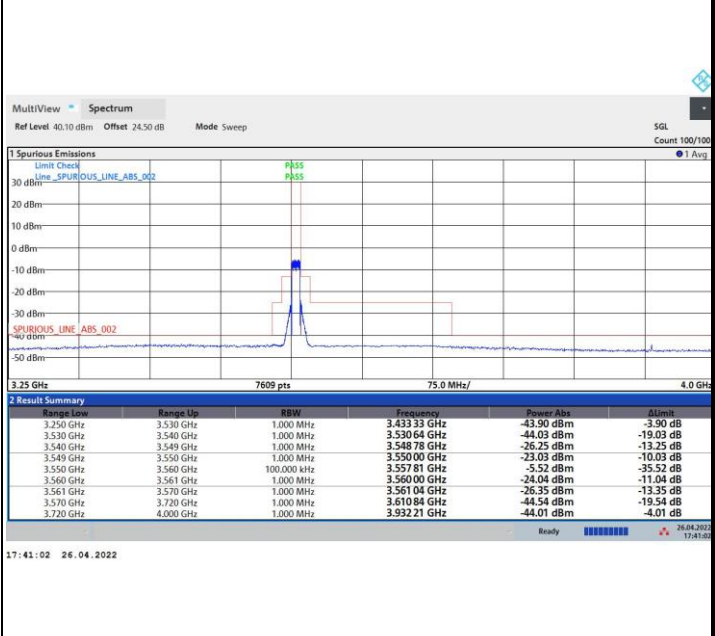 MultiView Spectrum
Ref Level 40.10 dBm Offset 24.50 dB Mode Sweep SGL
Count 100/100
1 Spurious Emissions 1 Avg
Limit Check PASS
Line _SPURIOUS_LINE_ABS_002 PASS
30 dBm
20 dBm
10 dBm
0 dBm
-10 dBm
-20 dBm
-30 dBm
_SPURIOUS_LINE_ABS_002
-40 dBm
-50 dBm
3.25 GHz 7609 pts 75.0 MHz/ 4.0 GHz
2 Result Summary
Range Low Range Up RBW Frequency Power Abs ΔLimit
3.250 GHz 3.530 GHz 1.000 MHz 3.433 33 GHz -43.90 dBm -3.90 dB
3.530 GHz 3.540 GHz 1.000 MHz 3.530 64 GHz -44.03 dBm -19.03 dB
3.540 GHz 3.549 GHz 1.000 MHz 3.548 78 GHz -26.25 dBm -13.25 dB
3.549 GHz 3.550 GHz 1.000 MHz 3.550 00 GHz -23.03 dBm -10.03 dB
3.550 GHz 3.560 GHz 100.000 kHz 3.557 81 GHz -5.52 dBm -35.52 dB
3.560 GHz 3.561 GHz 1.000 MHz 3.560 00 GHz -24.04 dBm -11.04 dB
3.561 GHz 3.570 GHz 1.000 MHz 3.561 04 GHz -26.35 dBm -13.35 dB
3.570 GHz 3.720 GHz 1.000 MHz 3.610 84 GHz -44.54 dBm -19.54 dB
3.720 GHz 4.000 GHz 1.000 MHz 3.932 21 GHz -44.01 dBm -4.01 dB
Ready 26.04.2022
17:41:02
17:41:02 26.04.2022